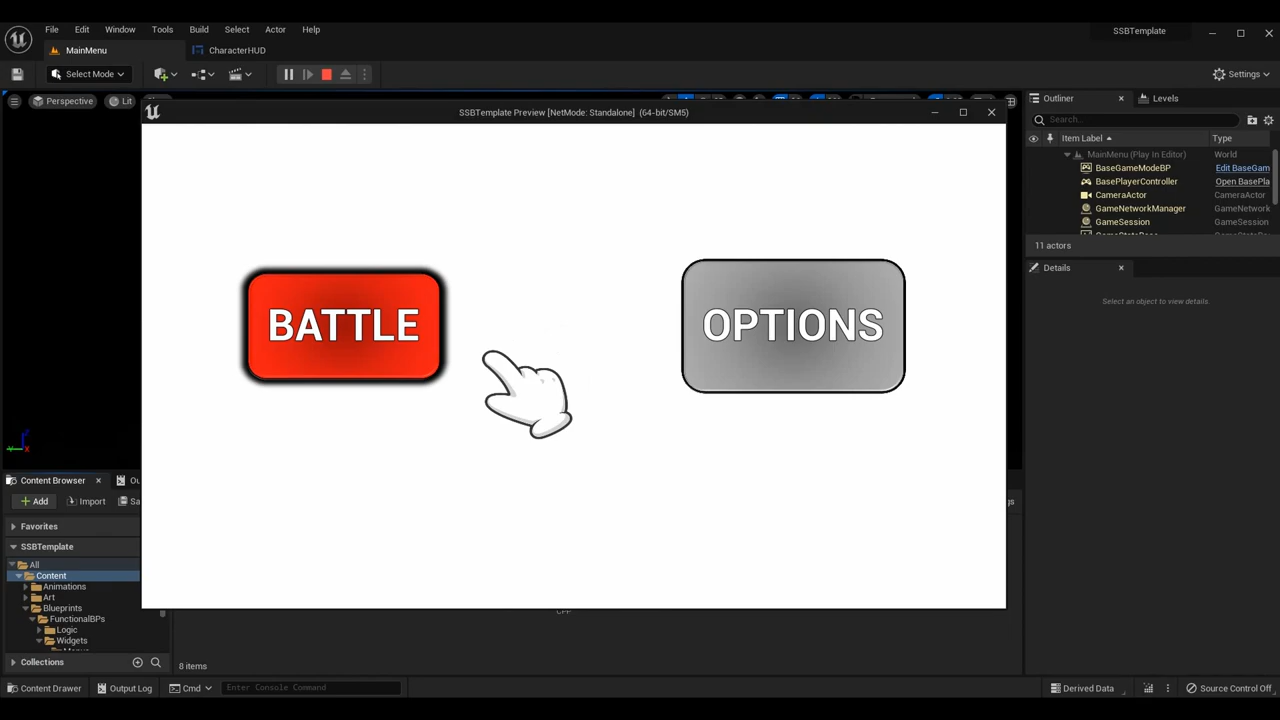 File Edit Window Tools Build Select Actor Help
SSBTemplate
MainMenu
CharacterHUD
Select Mode
Settings
Perspective
Lit
SSBTemplate Preview [NetMode: Standalone] (64-bit/SM5)
Outliner
Levels
Search...
Item Label
Type
MainMenu (Play In Editor) World
BaseGameModeBP Edit BaseGam
BasePlayerController Open BasePla
CameraActor CameraActor
GameNetworkManager GameNetwork
GameSession GameSession
11 actors
Details
Select an object to view details.
BATTLE
OPTIONS
Content Browser
Ou
Add
Import
Sa
gs
Favorites
SSBTemplate
All
Content
Animations
Art
Blueprints
FunctionalBPs
Logic
Widgets
Collections
8 items
Content Drawer
Output Log
Cmd
Enter Console Command
Derived Data
Source Control Off